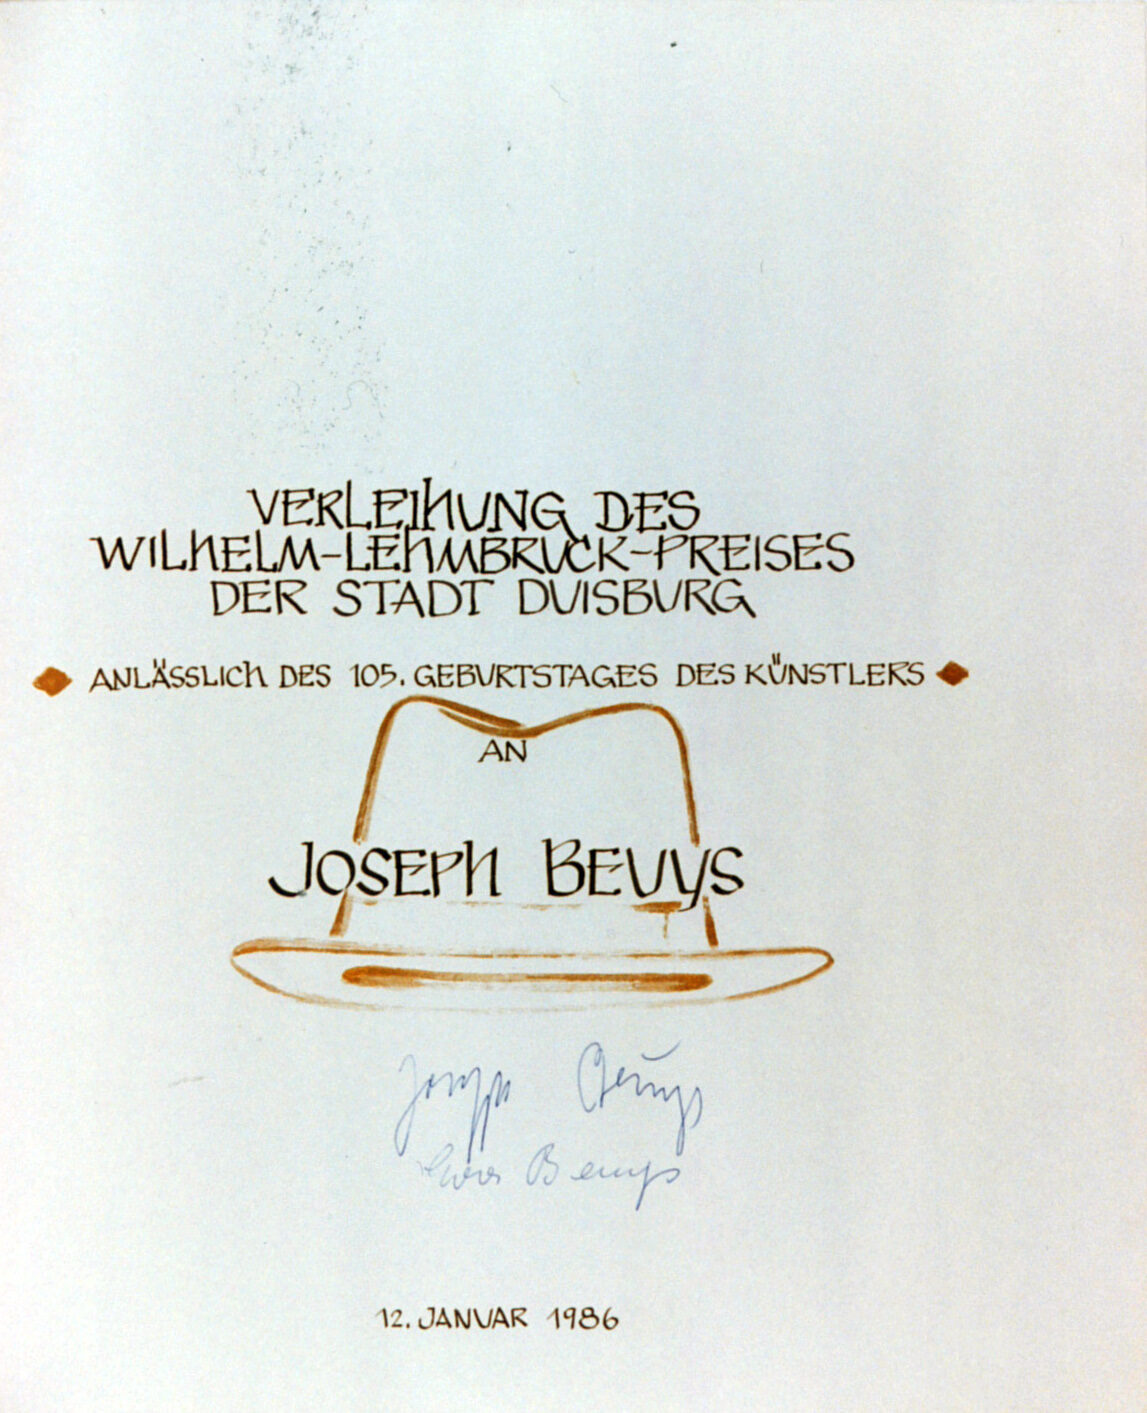 VERLEIHUNG DES
WILHELM-LEHMBRUCK-PREISES
DER STADT DUISBURG
ANLÄSSLICH DES 105. GEBURTSTAGES DES KÜNSTLERS
AN
JOSEPH BEUYS
Joseph Beuys
Eva Beuys
12. JANUAR 1986